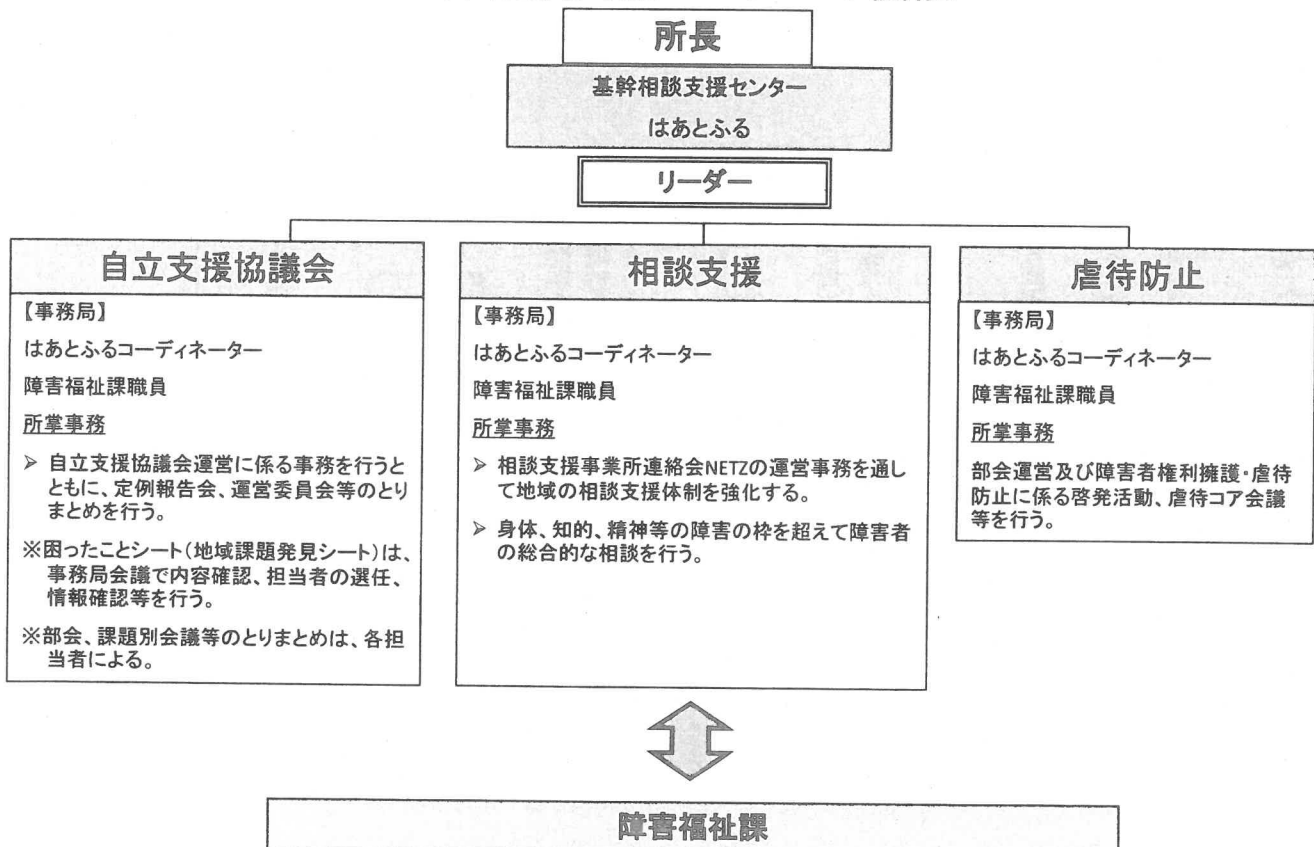 所長
基幹相談支援センター
はあとふる
リーダー
自立支援協議会
【事務局】
はあとふるコーディネーター
障害福祉課職員
所掌事務
➢ 自立支援協議会運営に係る事務を行うと
ともに、定例報告会、運営委員会等のとり
まとめを行う。
※困ったことシート(地域課題発見シート)は、
事務局会議で内容確認、担当者の選任、
情報確認等を行う。
※部会、課題別会議等のとりまとめは、各担
当者による。
相談支援
【事務局】
はあとふるコーディネーター
障害福祉課職員
所掌事務
➢ 相談支援事業所連絡会NETZの運営事務を通し
て地域の相談支援体制を強化する。
➢ 身体、知的、精神等の障害の枠を超えて障害者
の総合的な相談を行う。
虐待防止
【事務局】
はあとふるコーディネーター
障害福祉課職員
所掌事務
部会運営及び障害者権利擁護・虐待
防止に係る啓発活動、虐待コア会議
等を行う。
障害福祉課